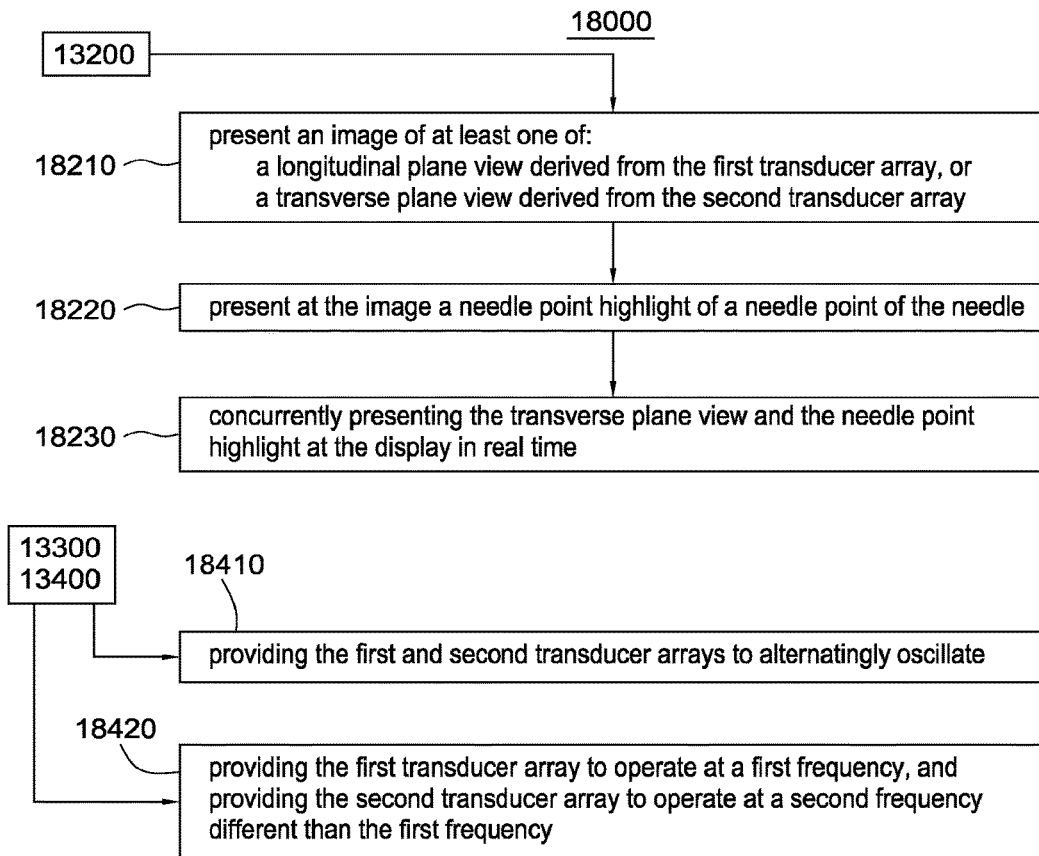 18000
13200
18210
present an image of at least one of:
a longitudinal plane view derived from the first transducer array, or
a transverse plane view derived from the second transducer array
18220
present at the image a needle point highlight of a needle point of the needle
18230
concurrently presenting the transverse plane view and the needle point
highlight at the display in real time
13300
13400
18410
providing the first and second transducer arrays to alternatingly oscillate
18420
providing the first transducer array to operate at a first frequency, and
providing the second transducer array to operate at a second frequency
different than the first frequency